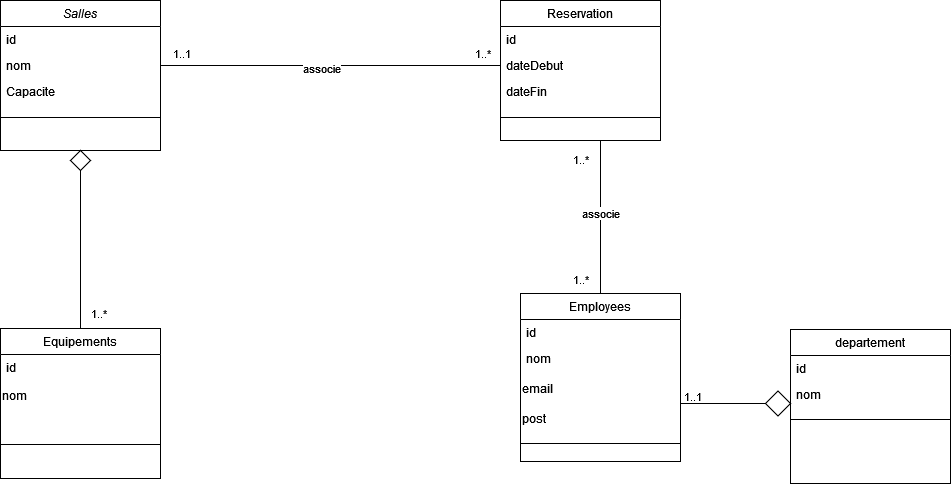 Salles
id
nom
Capacite
1..1
1..*
associe
Reservation
id
dateDebut
dateFin
1..*
associe
1..*
1..*
Equipements
id
nom
Employees
id
nom
email
post
1..1
departement
id
nom